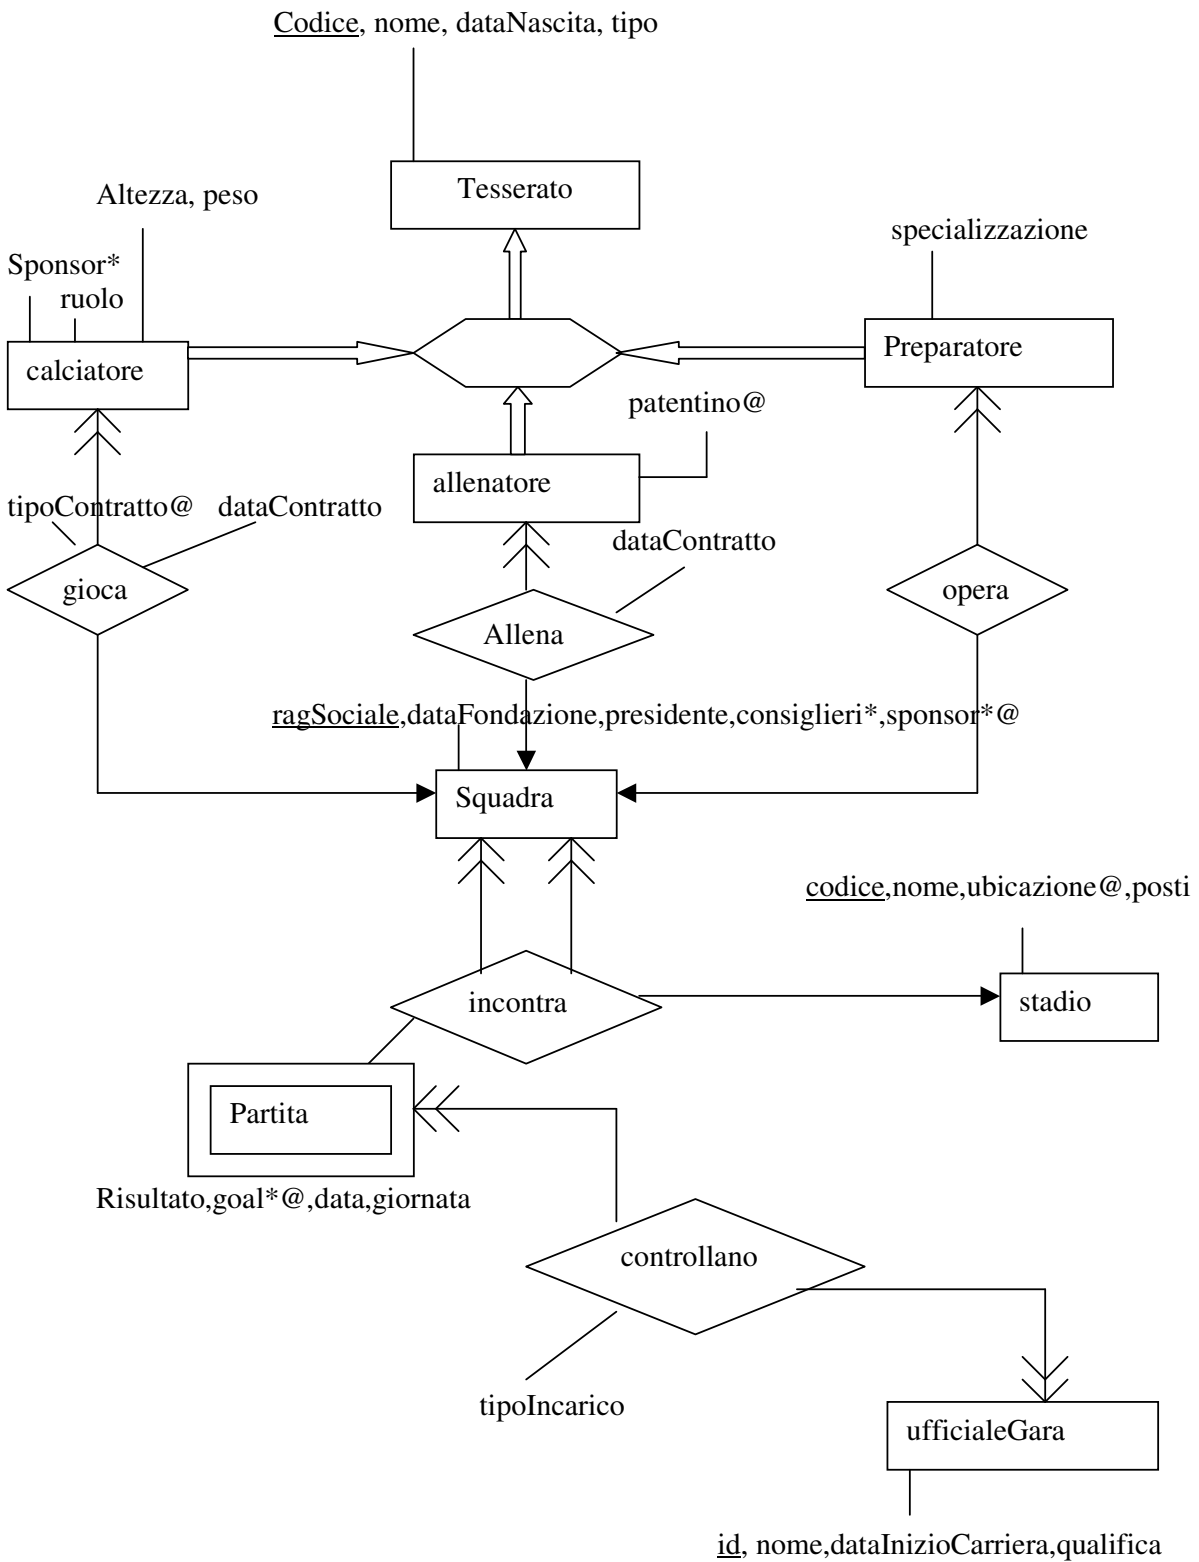 Codice, nome, dataNascita, tipo
Tesserato
Altezza, peso
specializzazione
Sponsor*
ruolo
calciatore
Preparatore
patentino@
allenatore
tipoContratto@
dataContratto
dataContratto
gioca
opera
Allena
ragSociale,dataFondazione,presidente,consiglieri*,sponsor*@
Squadra
codice,nome,ubicazione@,posti
incontra
stadio
Partita
Risultato,goal*@,data,giornata
controllano
tipoIncarico
ufficialeGara
id, nome,dataInizioCarriera,qualifica